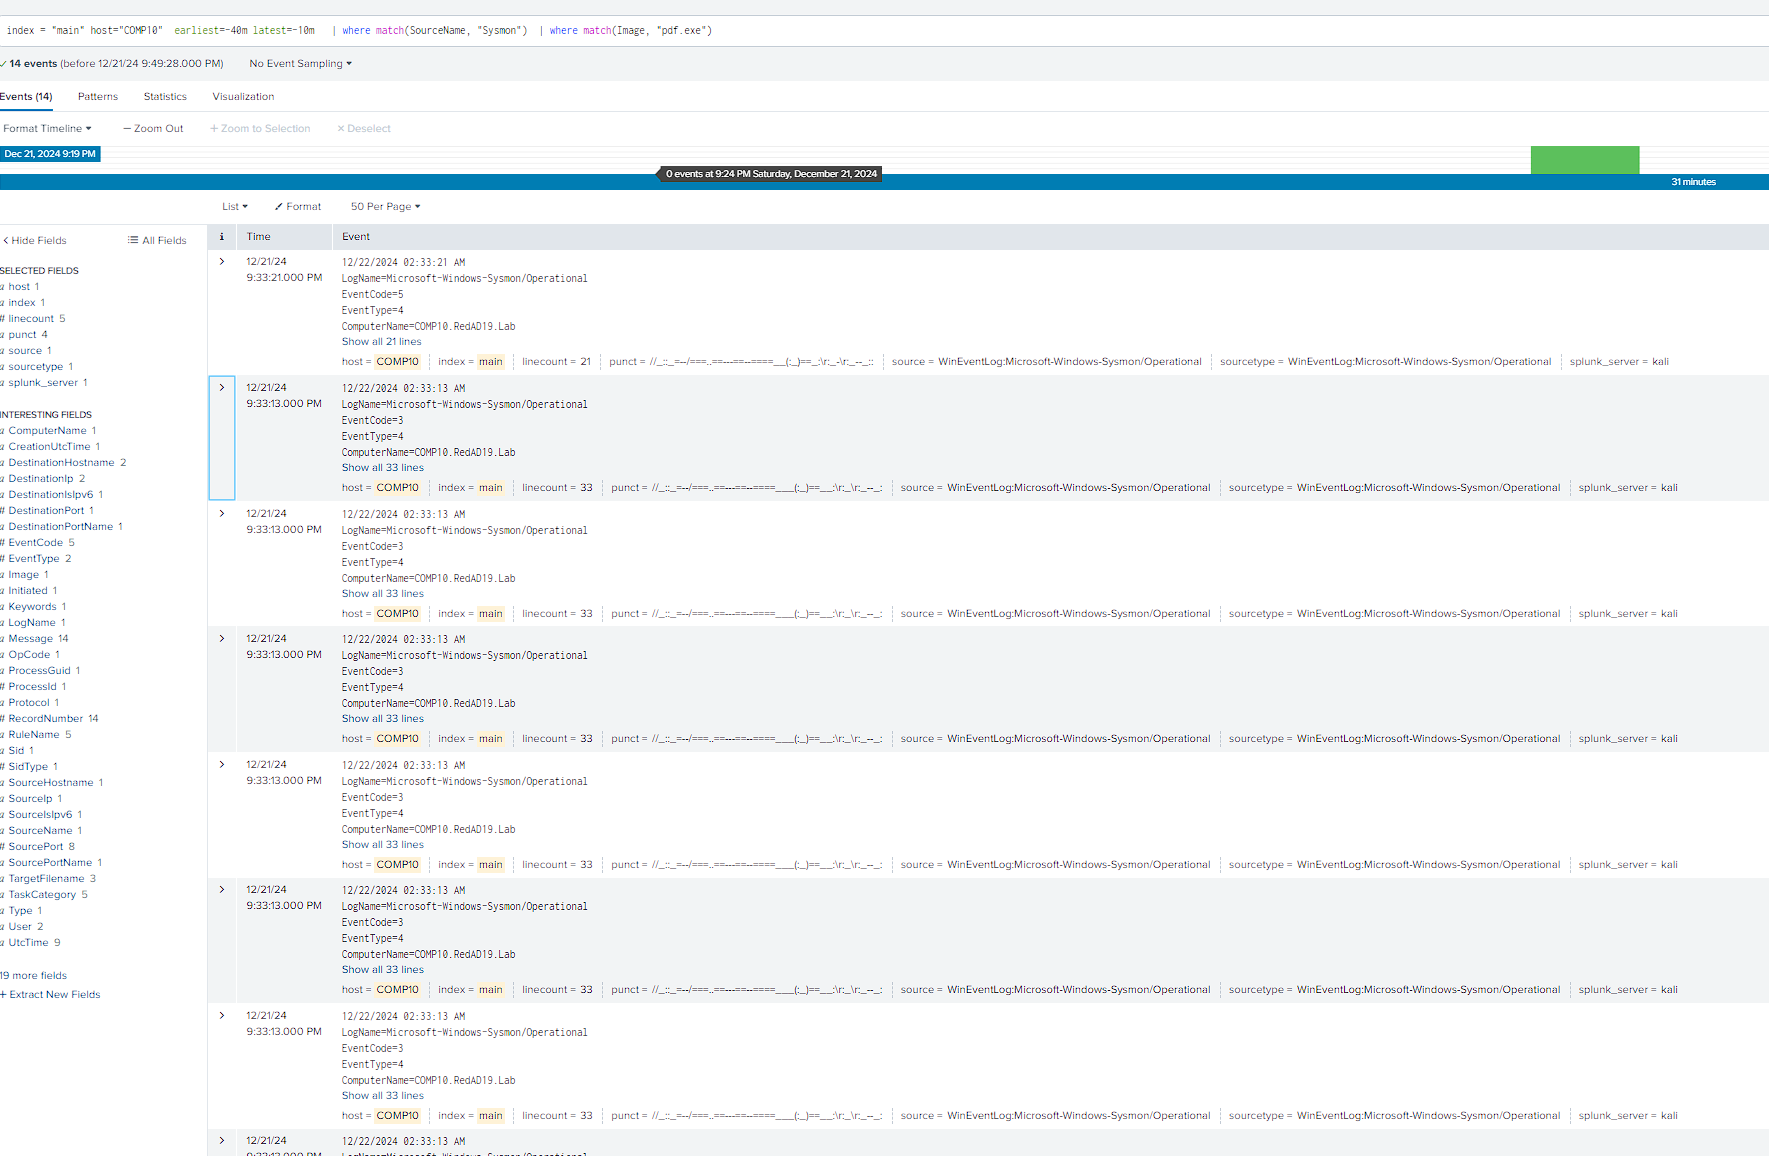 index = "main" host="COMP10" earliest=-40m latest=-10m | where match(SourceName, "Sysmon") | where match(Image, "pdf.exe")
14 events (before 12/21/24 9:49:28.000 PM) No Event Sampling
Events (14) Patterns Statistics Visualization
Format Timeline — Zoom Out + Zoom to Selection × Deselect
Dec 21, 2024 9:19 PM
0 events at 9:24 PM Saturday, December 21, 2024
31 minutes
List Format 50 Per Page
< Hide Fields All Fields
i Time Event
SELECTED FIELDS
a host 1
a index 1
# linecount 5
a punct 4
a source 1
a sourcetype 1
a splunk_server 1
INTERESTING FIELDS
a ComputerName 1
a CreationUtcTime 1
a DestinationHostname 2
a DestinationIp 2
a DestinationIsIpv6 1
# DestinationPort 1
a DestinationPortName 1
# EventCode 5
# EventType 2
a Image 1
a Initiated 1
a Keywords 1
a LogName 1
a Message 14
a OpCode 1
a ProcessGuid 1
# ProcessId 1
a Protocol 1
# RecordNumber 14
a RuleName 5
a Sid 1
# SidType 1
a SourceHostname 1
a SourceIp 1
a SourceIsIpv6 1
a SourceName 1
# SourcePort 8
a SourcePortName 1
a TargetFilename 3
a TaskCategory 5
a Type 1
a User 2
a UtcTime 9
19 more fields
+ Extract New Fields
> 12/21/24 12/22/2024 02:33:21 AM
9:33:21.000 PM LogName=Microsoft-Windows-Sysmon/Operational
EventCode=5
EventType=4
ComputerName=COMP10.RedAD19.Lab
Show all 21 lines
host = COMP10 index = main linecount = 21 punct = source = WinEventLog:Microsoft-Windows-Sysmon/Operational sourcetype = WinEventLog:Microsoft-Windows-Sysmon/Operational splunk_server = kali
> 12/21/24 12/22/2024 02:33:13 AM
9:33:13.000 PM LogName=Microsoft-Windows-Sysmon/Operational
EventCode=3
EventType=4
ComputerName=COMP10.RedAD19.Lab
Show all 33 lines
host = COMP10 index = main linecount = 33 punct = source = WinEventLog:Microsoft-Windows-Sysmon/Operational sourcetype = WinEventLog:Microsoft-Windows-Sysmon/Operational splunk_server = kali
> 12/21/24 12/22/2024 02:33:13 AM
9:33:13.000 PM LogName=Microsoft-Windows-Sysmon/Operational
EventCode=3
EventType=4
ComputerName=COMP10.RedAD19.Lab
Show all 33 lines
host = COMP10 index = main linecount = 33 punct = source = WinEventLog:Microsoft-Windows-Sysmon/Operational sourcetype = WinEventLog:Microsoft-Windows-Sysmon/Operational splunk_server = kali
> 12/21/24 12/22/2024 02:33:13 AM
9:33:13.000 PM LogName=Microsoft-Windows-Sysmon/Operational
EventCode=3
EventType=4
ComputerName=COMP10.RedAD19.Lab
Show all 33 lines
host = COMP10 index = main linecount = 33 punct = source = WinEventLog:Microsoft-Windows-Sysmon/Operational sourcetype = WinEventLog:Microsoft-Windows-Sysmon/Operational splunk_server = kali
> 12/21/24 12/22/2024 02:33:13 AM
9:33:13.000 PM LogName=Microsoft-Windows-Sysmon/Operational
EventCode=3
EventType=4
ComputerName=COMP10.RedAD19.Lab
Show all 33 lines
host = COMP10 index = main linecount = 33 punct = source = WinEventLog:Microsoft-Windows-Sysmon/Operational sourcetype = WinEventLog:Microsoft-Windows-Sysmon/Operational splunk_server = kali
> 12/21/24 12/22/2024 02:33:13 AM
9:33:13.000 PM LogName=Microsoft-Windows-Sysmon/Operational
EventCode=3
EventType=4
ComputerName=COMP10.RedAD19.Lab
Show all 33 lines
host = COMP10 index = main linecount = 33 punct = source = WinEventLog:Microsoft-Windows-Sysmon/Operational sourcetype = WinEventLog:Microsoft-Windows-Sysmon/Operational splunk_server = kali
> 12/21/24 12/22/2024 02:33:13 AM
9:33:13.000 PM LogName=Microsoft-Windows-Sysmon/Operational
EventCode=3
EventType=4
ComputerName=COMP10.RedAD19.Lab
Show all 33 lines
host = COMP10 index = main linecount = 33 punct = source = WinEventLog:Microsoft-Windows-Sysmon/Operational sourcetype = WinEventLog:Microsoft-Windows-Sysmon/Operational splunk_server = kali
> 12/21/24 12/22/2024 02:33:13 AM